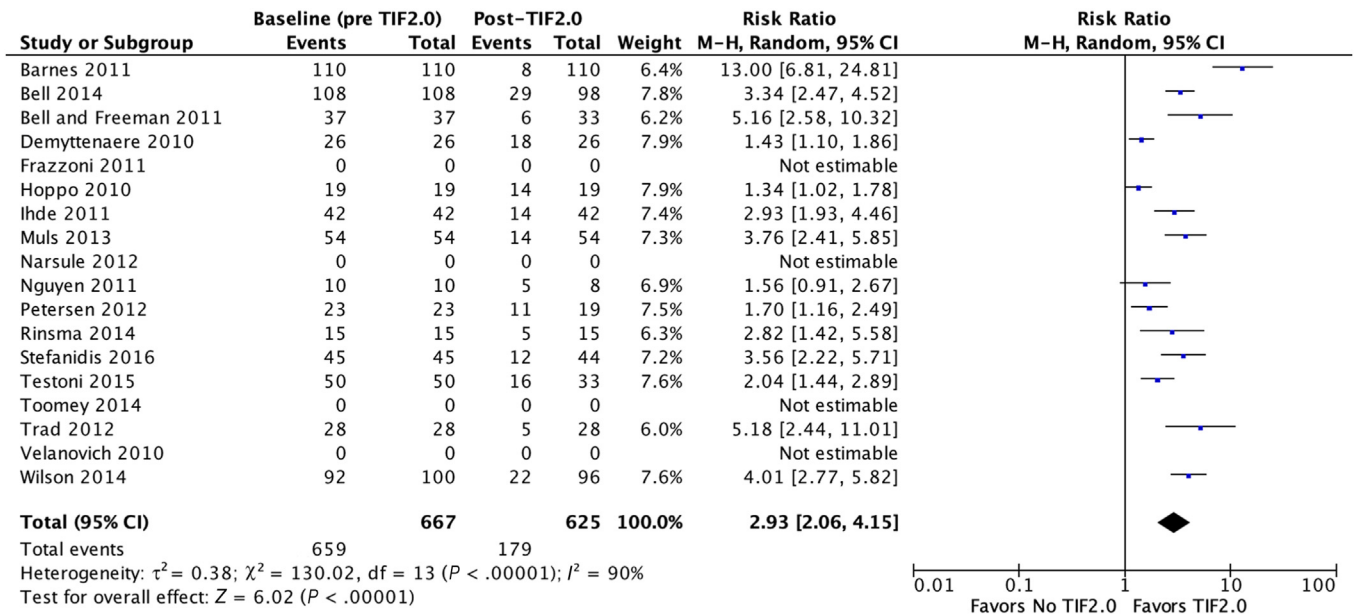 Baseline (pre TIF2.0) Post-TIF2.0 Risk Ratio Risk Ratio
Study or Subgroup Events Total Events Total Weight M-H, Random, 95% CI M-H, Random, 95% CI
Barnes 2011 110 110 8 110 6.4% 13.00 [6.81, 24.81]
Bell 2014 108 108 29 98 7.8% 3.34 [2.47, 4.52]
Bell and Freeman 2011 37 37 6 33 6.2% 5.16 [2.58, 10.32]
Demyttenaere 2010 26 26 18 26 7.9% 1.43 [1.10, 1.86]
Frazzoni 2011 0 0 0 0 Not estimable
Hoppo 2010 19 19 14 19 7.9% 1.34 [1.02, 1.78]
Ihde 2011 42 42 14 42 7.4% 2.93 [1.93, 4.46]
Muls 2013 54 54 14 54 7.3% 3.76 [2.41, 5.85]
Narsule 2012 0 0 0 0 Not estimable
Nguyen 2011 10 10 5 8 6.9% 1.56 [0.91, 2.67]
Petersen 2012 23 23 11 19 7.5% 1.70 [1.16, 2.49]
Rinsma 2014 15 15 5 15 6.3% 2.82 [1.42, 5.58]
Stefanidis 2016 45 45 12 44 7.2% 3.56 [2.22, 5.71]
Testoni 2015 50 50 16 33 7.6% 2.04 [1.44, 2.89]
Toomey 2014 0 0 0 0 Not estimable
Trad 2012 28 28 5 28 6.0% 5.18 [2.44, 11.01]
Velanovich 2010 0 0 0 0 Not estimable
Wilson 2014 92 100 22 96 7.6% 4.01 [2.77, 5.82]
Total (95% CI) 667 625 100.0% 2.93 [2.06, 4.15]
Total events 659 179
Heterogeneity: τ² = 0.38; χ² = 130.02, df = 13 (P < .00001); I² = 90%
Test for overall effect: Z = 6.02 (P < .00001)
0.01 0.1 1 10 100
Favors No TIF2.0 Favors TIF2.0